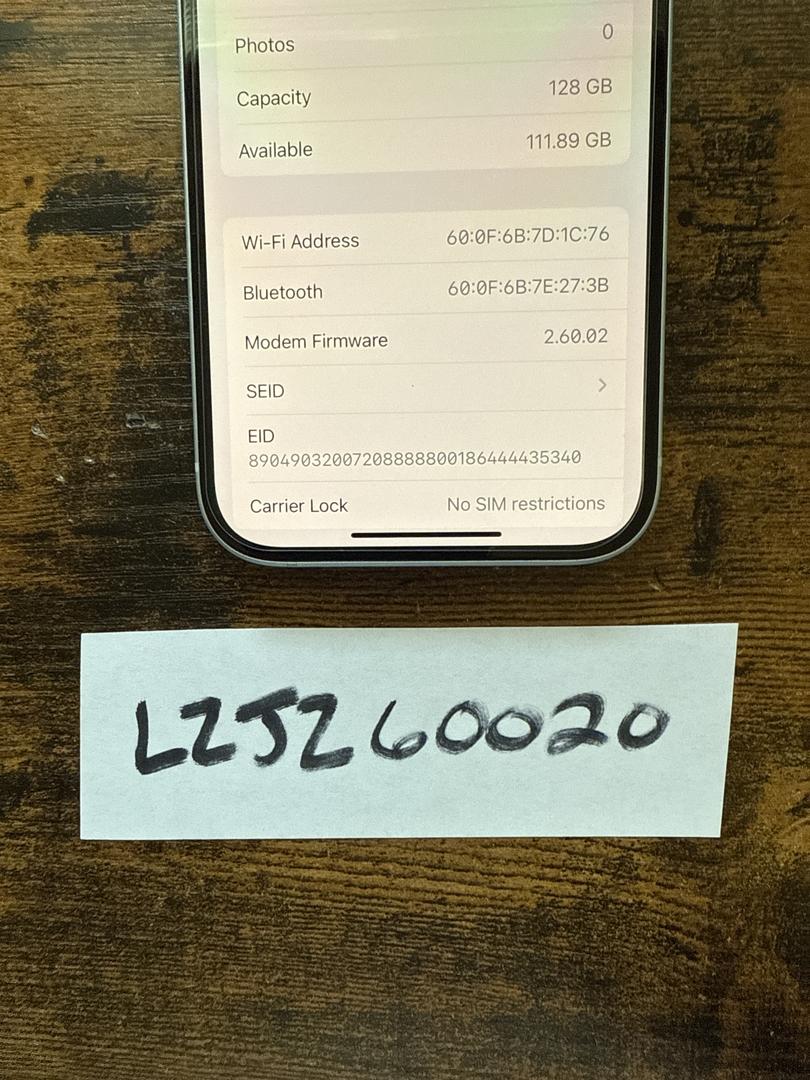 Photos 0
Capacity 128 GB
Available 111.89 GB
Wi-Fi Address 60:0F:6B:7D:1C:76
Bluetooth 60:0F:6B:7E:27:3B
Modem Firmware 2.60.02
SEID >
EID
89049032007208888800186444435340
Carrier Lock No SIM restrictions
LZJZ60020